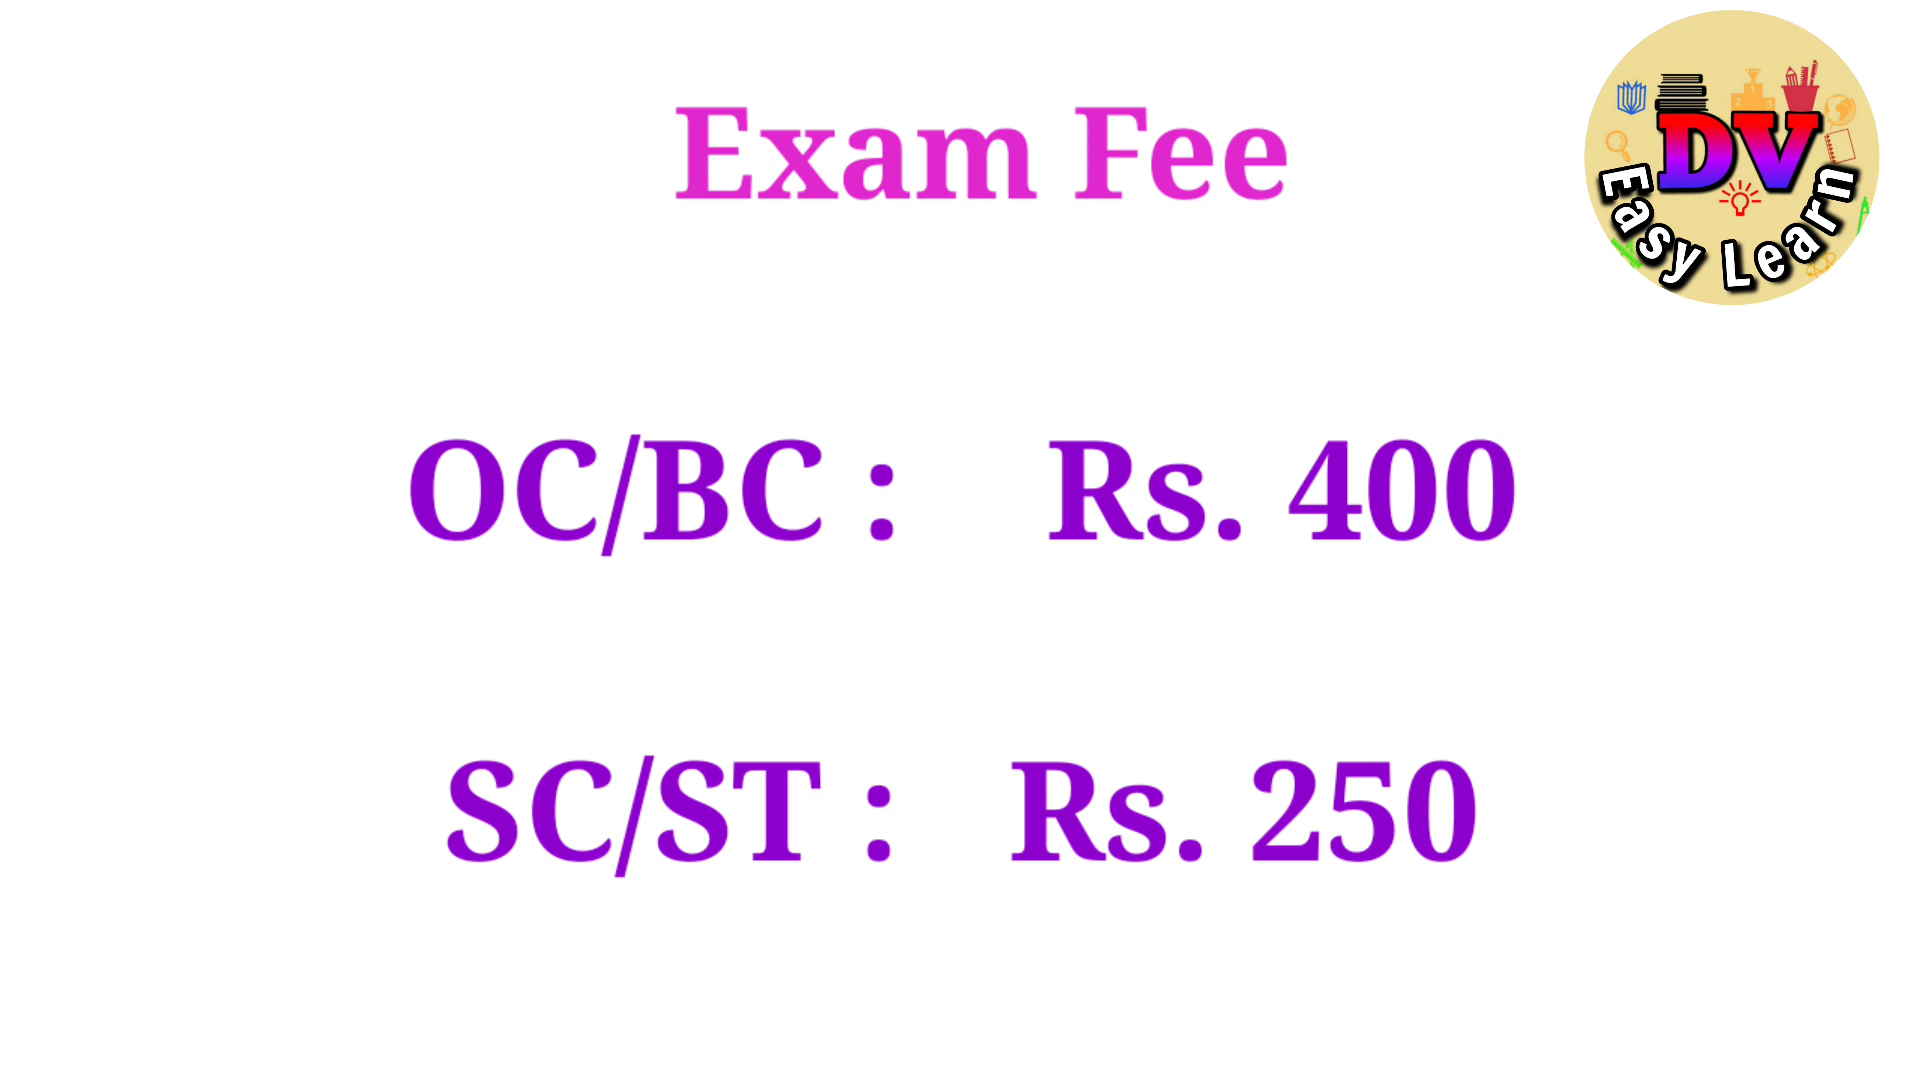 Exam Fee
DV
Easy Learn
OC/BC : Rs. 400
SC/ST : Rs. 250